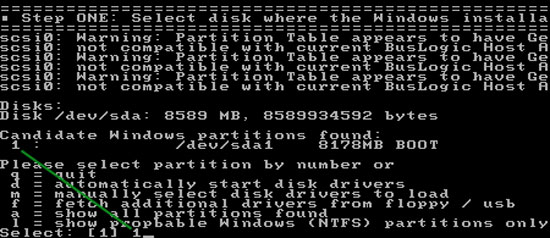 =========================================================
▪ Step ONE: Select disk where the Windows installa
=========================================================
scsi0: Warning: Partition Table appears to have Ge
scsi0: not compatible with current BusLogic Host A
scsi0: Warning: Partition Table appears to have Ge
scsi0: not compatible with current BusLogic Host A
scsi0: Warning: Partition Table appears to have Ge
scsi0: not compatible with current BusLogic Host A
Disks:
Disk /dev/sda: 8589 MB, 8589934592 bytes
Candidate Windows partitions found:
1 : /dev/sda1 8178MB BOOT
Please select partition by number or
q = quit
d = automatically start disk drivers
m = manually select disk drivers to load
f = fetch additional drivers from floppy / usb
a = show all partitions found
l = show propbable Windows (NTFS) partitions only
Select: [1] 1